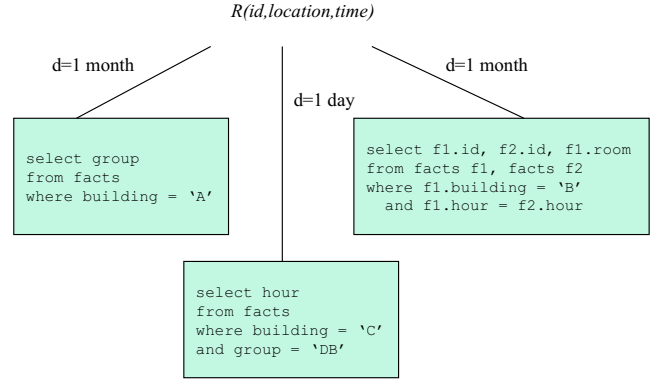 R(id,location,time)
d=1 month
d=1 month
d=1 day
select group
from facts
where building = ‘A’
select f1.id, f2.id, f1.room
from facts f1, facts f2
where f1.building = ‘B’
and f1.hour = f2.hour
select hour
from facts
where building = ‘C’
and group = ‘DB’